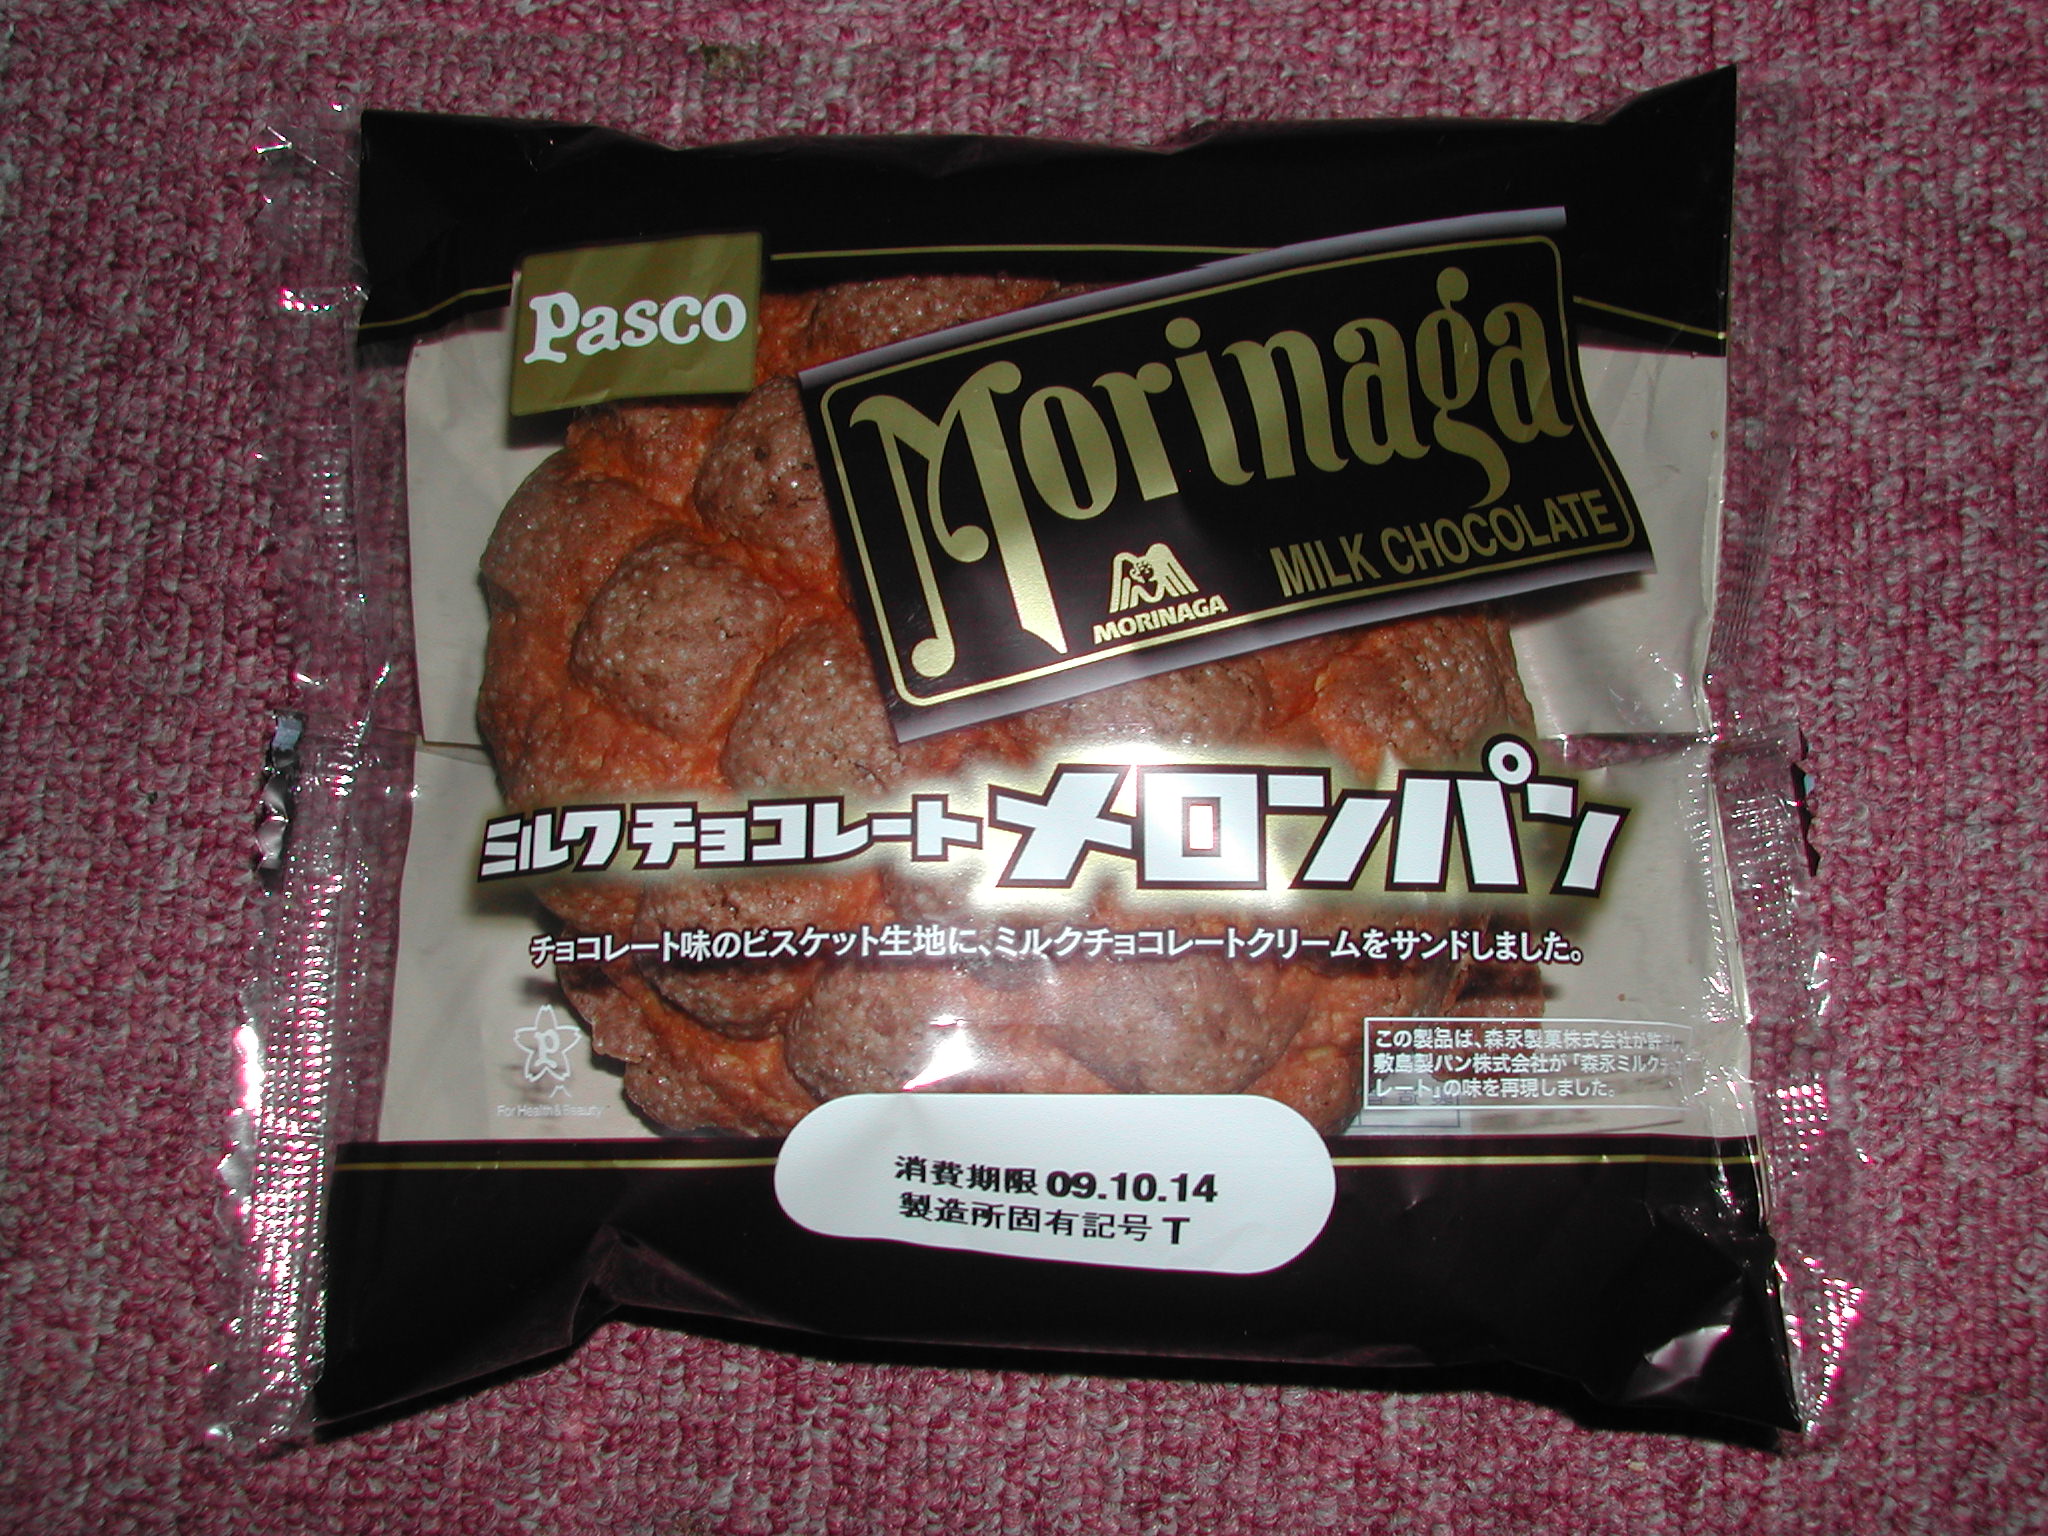 Pasco
Morinaga
MORINAGA
MILK CHOCOLATE
ミルクチョコレートメロンパン
チョコレート味のビスケット生地に、ミルクチョコレートクリームをサンドしました。
P
For Health & Beauty
この製品は、森永製菓株式会社が許
敷島製パン株式会社が「森永ミルクチョコ
レート」の味を再現しました。
消費期限 09.10.14
製造所固有記号 T